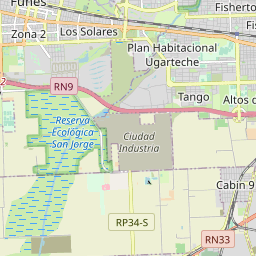 Funes
Fisherto
Zona 2
Los Solares
Plan Habitacional
Ugarteche
2
RN9
Tango
Altos d
Reserva
Ecológica
San Jorge
Ciudad
Industria
Cabin 9
RP34-S
RN33